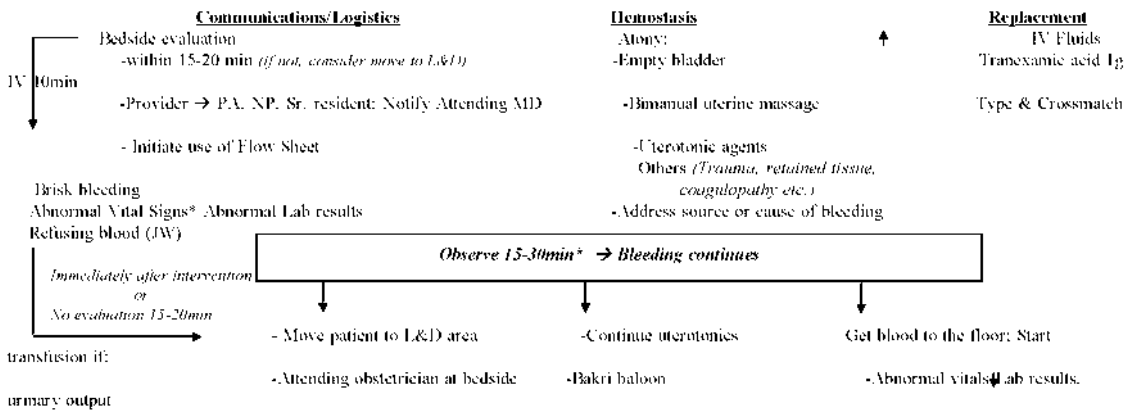 Communications/Logistics Hemostasis Replacement
Bedside evaluation Atony: IV Fluids
-within 15-20 min (if not, consider move to L&D) -Empty bladder Tranexamic acid 1g
IV 10min
-Provider → PA, NP, Sr. resident: Notify Attending MD -Bimanual uterine massage Type & Crossmatch
- Initiate use of Flow Sheet -Uterotonic agents
Others (Trauma, retained tissue,
coagulopathy etc.)
Brisk bleeding
Abnormal Vital Signs* Abnormal Lab results -Address source or cause of bleeding
Refusing blood (JW)
Observe 15-30min* → Bleeding continues
Immediately after intervention
or
No evaluation 15-20min
- Move patient to L&D area -Continue uterotonics Get blood to the floor; Start
transfusion if:
-Attending obstetrician at bedside -Bakri baloon -Abnormal vitals/Lab results.
urmary output